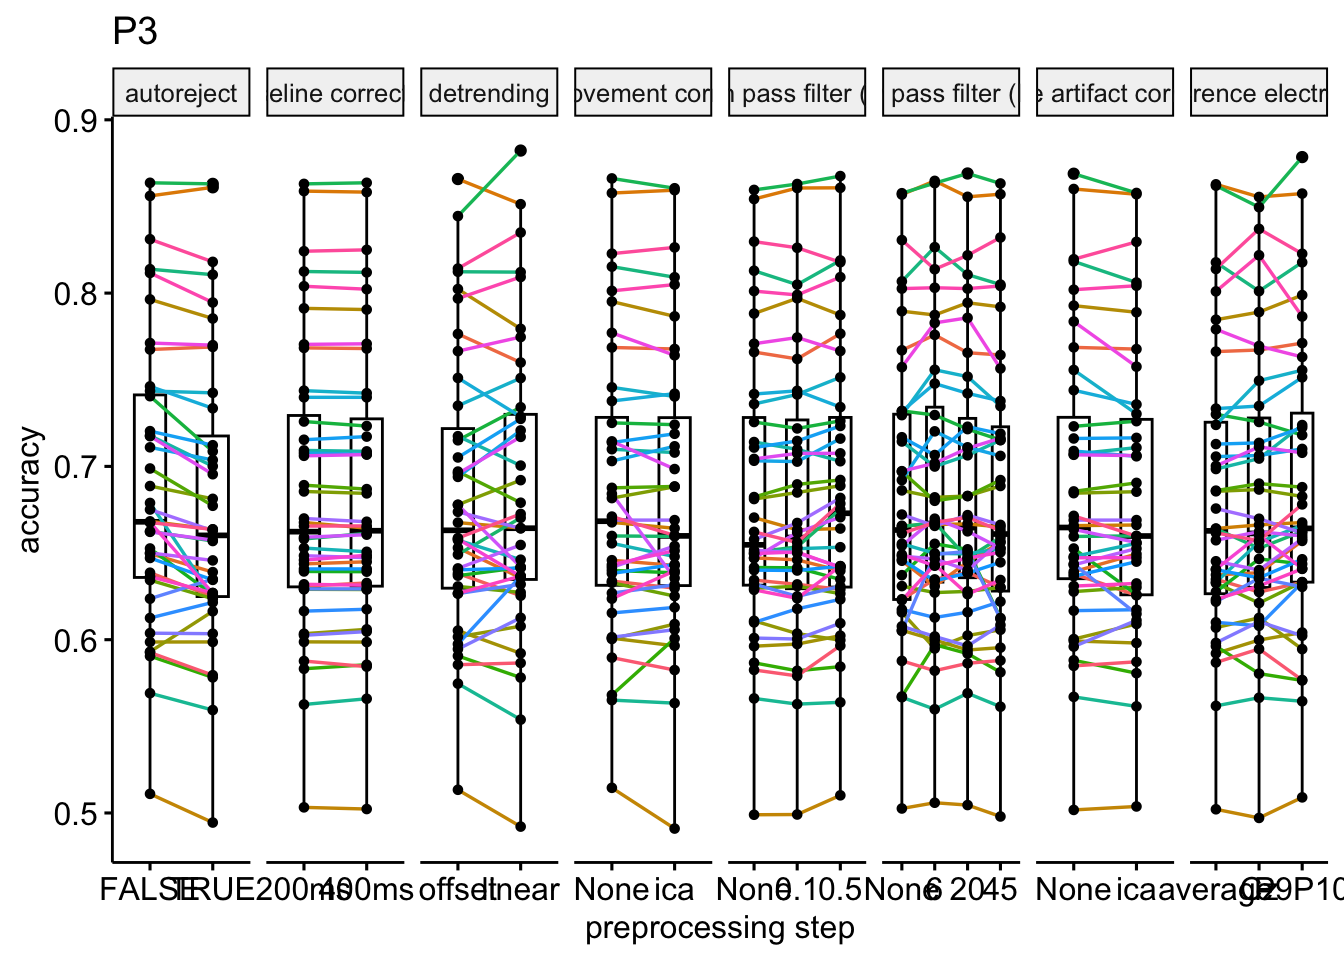 P3
autoreject
eline correc
detrending
ovement cor
n pass filter (
pass filter (
e artifact cor
rence electr
accuracy
0.9
0.8
0.7
0.6
0.5
FALSE TRUE 200ms 400ms offset linear None ica None 0.1 0.5 None 6 20 45 None ica average Cz P9P10
preprocessing step